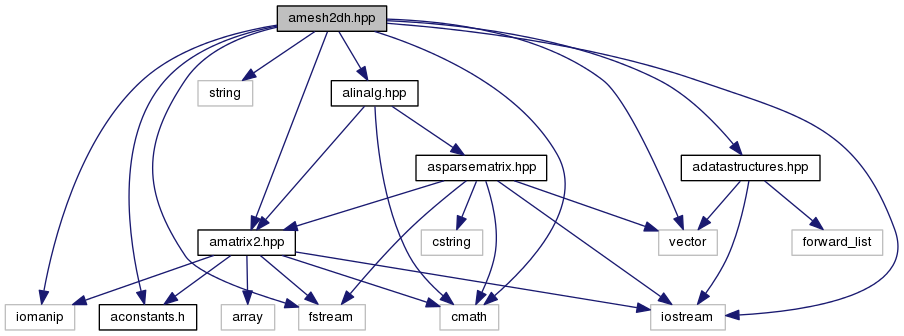 amesh2dh.hpp
string
alinalg.hpp
asparsematrix.hpp
adatastructures.hpp
amatrix2.hpp
cstring
vector
forward_list
iomanip
aconstants.h
array
fstream
cmath
iostream